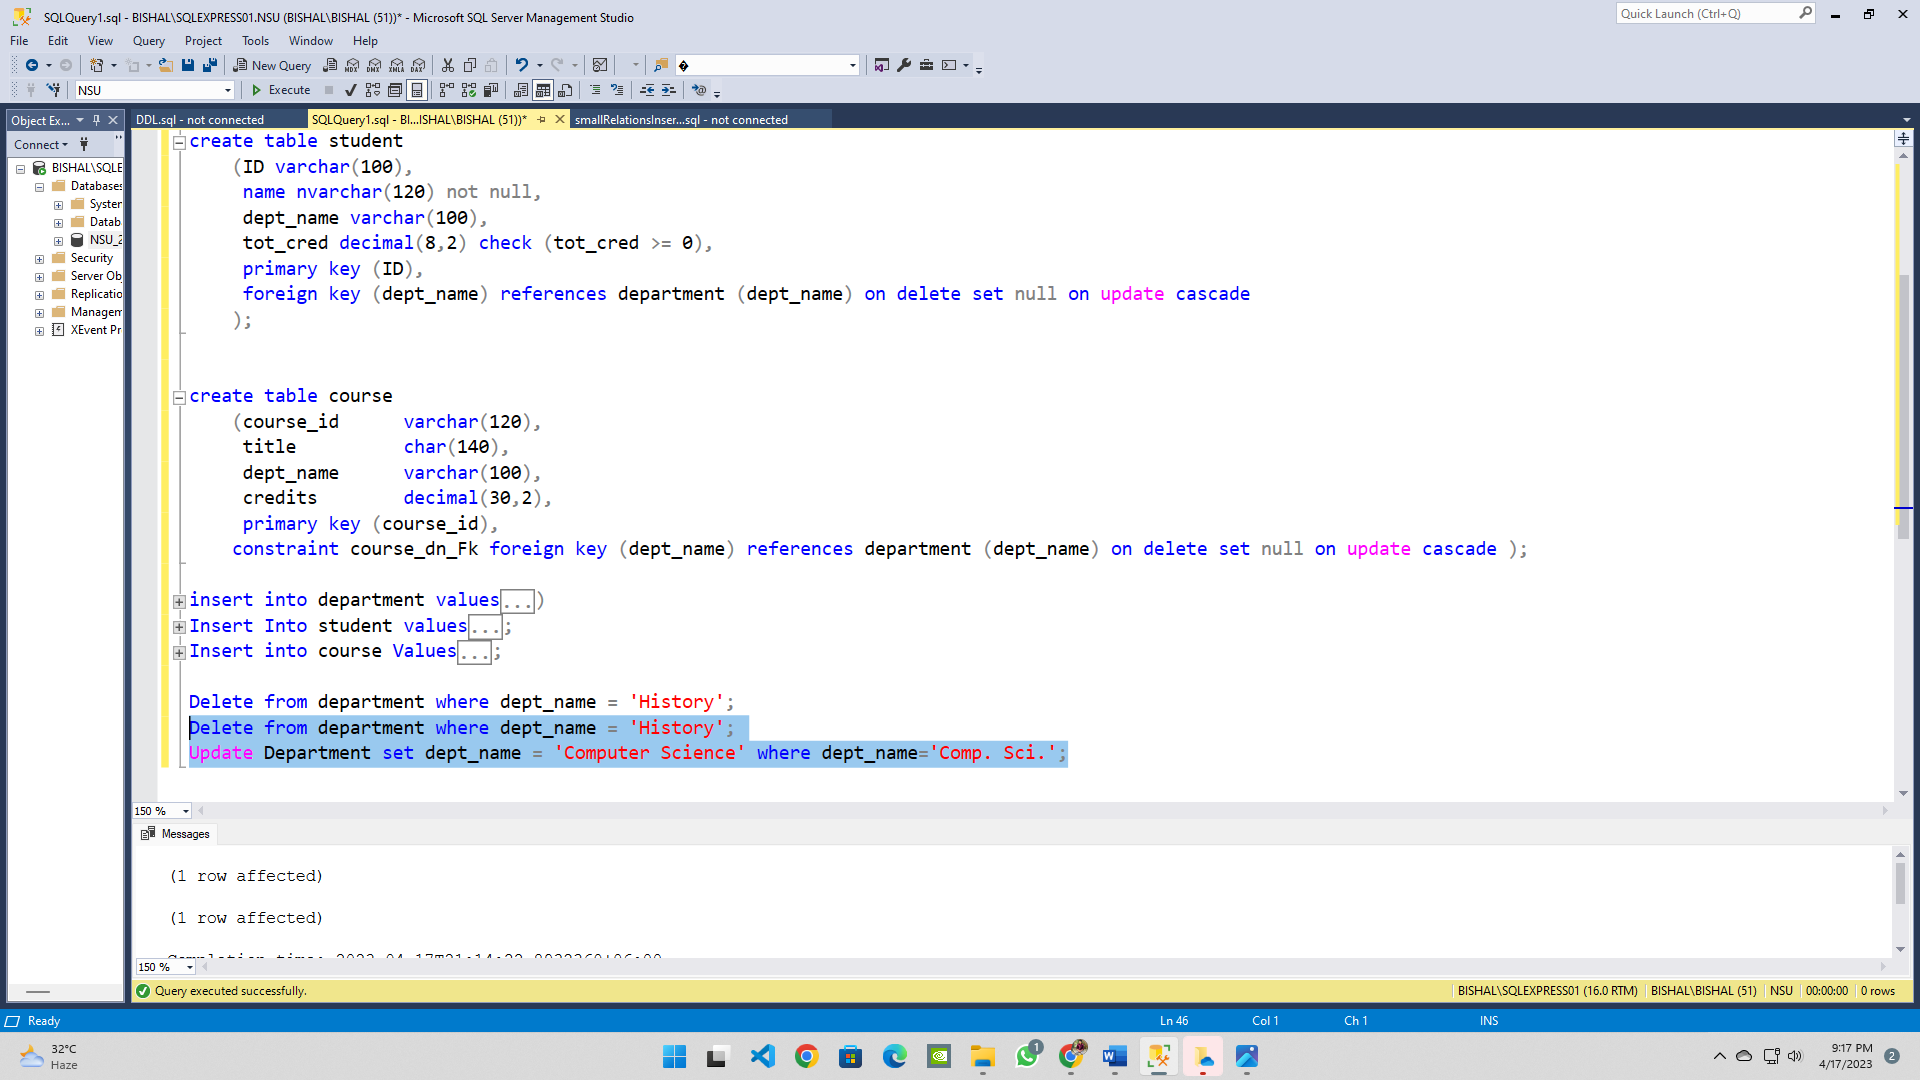 SQLQuery1.sql - BISHAL\SQLEXPRESS01.NSU (BISHAL\BISHAL (51))* - Microsoft SQL Server Management Studio
Quick Launch (Ctrl+Q)
File Edit View Query Project Tools Window Help
New Query
MDX DMX XMLA DAX
NSU
Execute
Object Ex...
DDL.sql - not connected
SQLQuery1.sql - BI...ISHAL\BISHAL (51))*
smallRelationsInser...sql - not connected
Connect
BISHAL\SQLE
Databases
System
Datab
NSU_2
Security
Server Ob
Replicatio
Managem
XEvent Pr
create table student
(ID varchar(100),
name nvarchar(120) not null,
dept_name varchar(100),
tot_cred decimal(8,2) check (tot_cred >= 0),
primary key (ID),
foreign key (dept_name) references department (dept_name) on delete set null on update cascade
);
create table course
(course_id varchar(120),
title char(140),
dept_name varchar(100),
credits decimal(30,2),
primary key (course_id),
constraint course_dn_Fk foreign key (dept_name) references department (dept_name) on delete set null on update cascade );
insert into department values...)
Insert Into student values...;
Insert into course Values...;
Delete from department where dept_name = 'History';
Delete from department where dept_name = 'History';
Update Department set dept_name = 'Computer Science' where dept_name='Comp. Sci.';
150 %
Messages
(1 row affected)
(1 row affected)
150 %
Query executed successfully.
BISHAL\SQLEXPRESS01 (16.0 RTM) BISHAL\BISHAL (51) NSU 00:00:00 0 rows
Ready
Ln 46 Col 1 Ch 1 INS
32°C
Haze
1
9:17 PM
4/17/2023
2